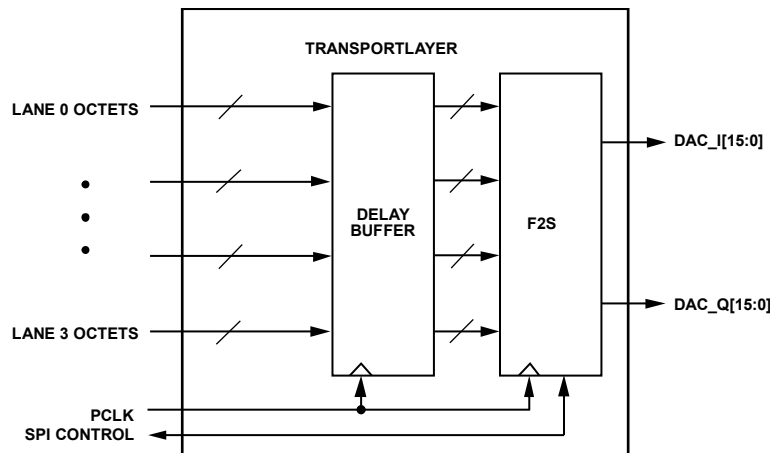 TRANSPORTLAYER
LANE 0 OCTETS
DAC_I[15:0]
DELAY
BUFFER
F2S
DAC_Q[15:0]
LANE 3 OCTETS
PCLK
SPI CONTROL